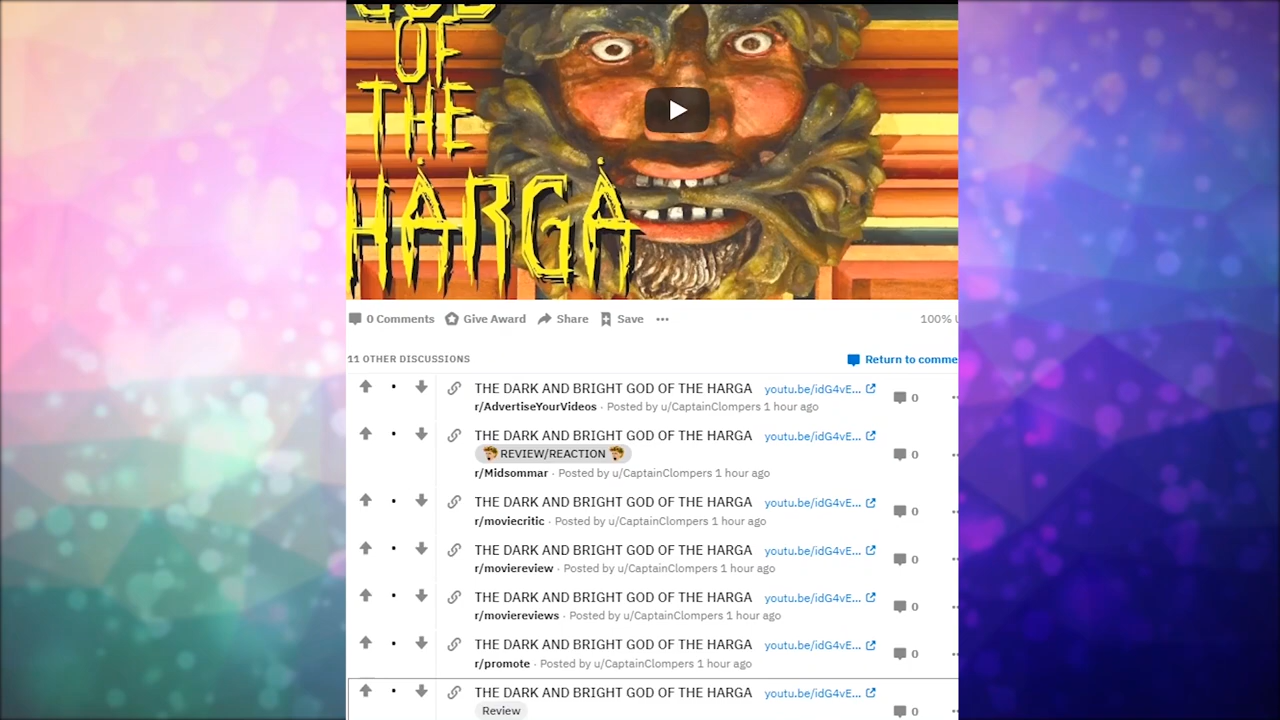 GOD
OF
THE
HȦRGȦ
0 Comments Give Award Share Save ••• 100%
11 OTHER DISCUSSIONS Return to comme
THE DARK AND BRIGHT GOD OF THE HARGA youtu.be/idG4vE... 0
r/AdvertiseYourVideos · Posted by u/CaptainClompers 1 hour ago
THE DARK AND BRIGHT GOD OF THE HARGA youtu.be/idG4vE...
REVIEW/REACTION 0
r/Midsommar · Posted by u/CaptainClompers 1 hour ago
THE DARK AND BRIGHT GOD OF THE HARGA youtu.be/idG4vE... 0
r/moviecritic · Posted by u/CaptainClompers 1 hour ago
THE DARK AND BRIGHT GOD OF THE HARGA youtu.be/idG4vE... 0
r/moviereview · Posted by u/CaptainClompers 1 hour ago
THE DARK AND BRIGHT GOD OF THE HARGA youtu.be/idG4vE... 0
r/moviereviews · Posted by u/CaptainClompers 1 hour ago
THE DARK AND BRIGHT GOD OF THE HARGA youtu.be/idG4vE... 0
r/promote · Posted by u/CaptainClompers 1 hour ago
THE DARK AND BRIGHT GOD OF THE HARGA youtu.be/idG4vE...
Review 0